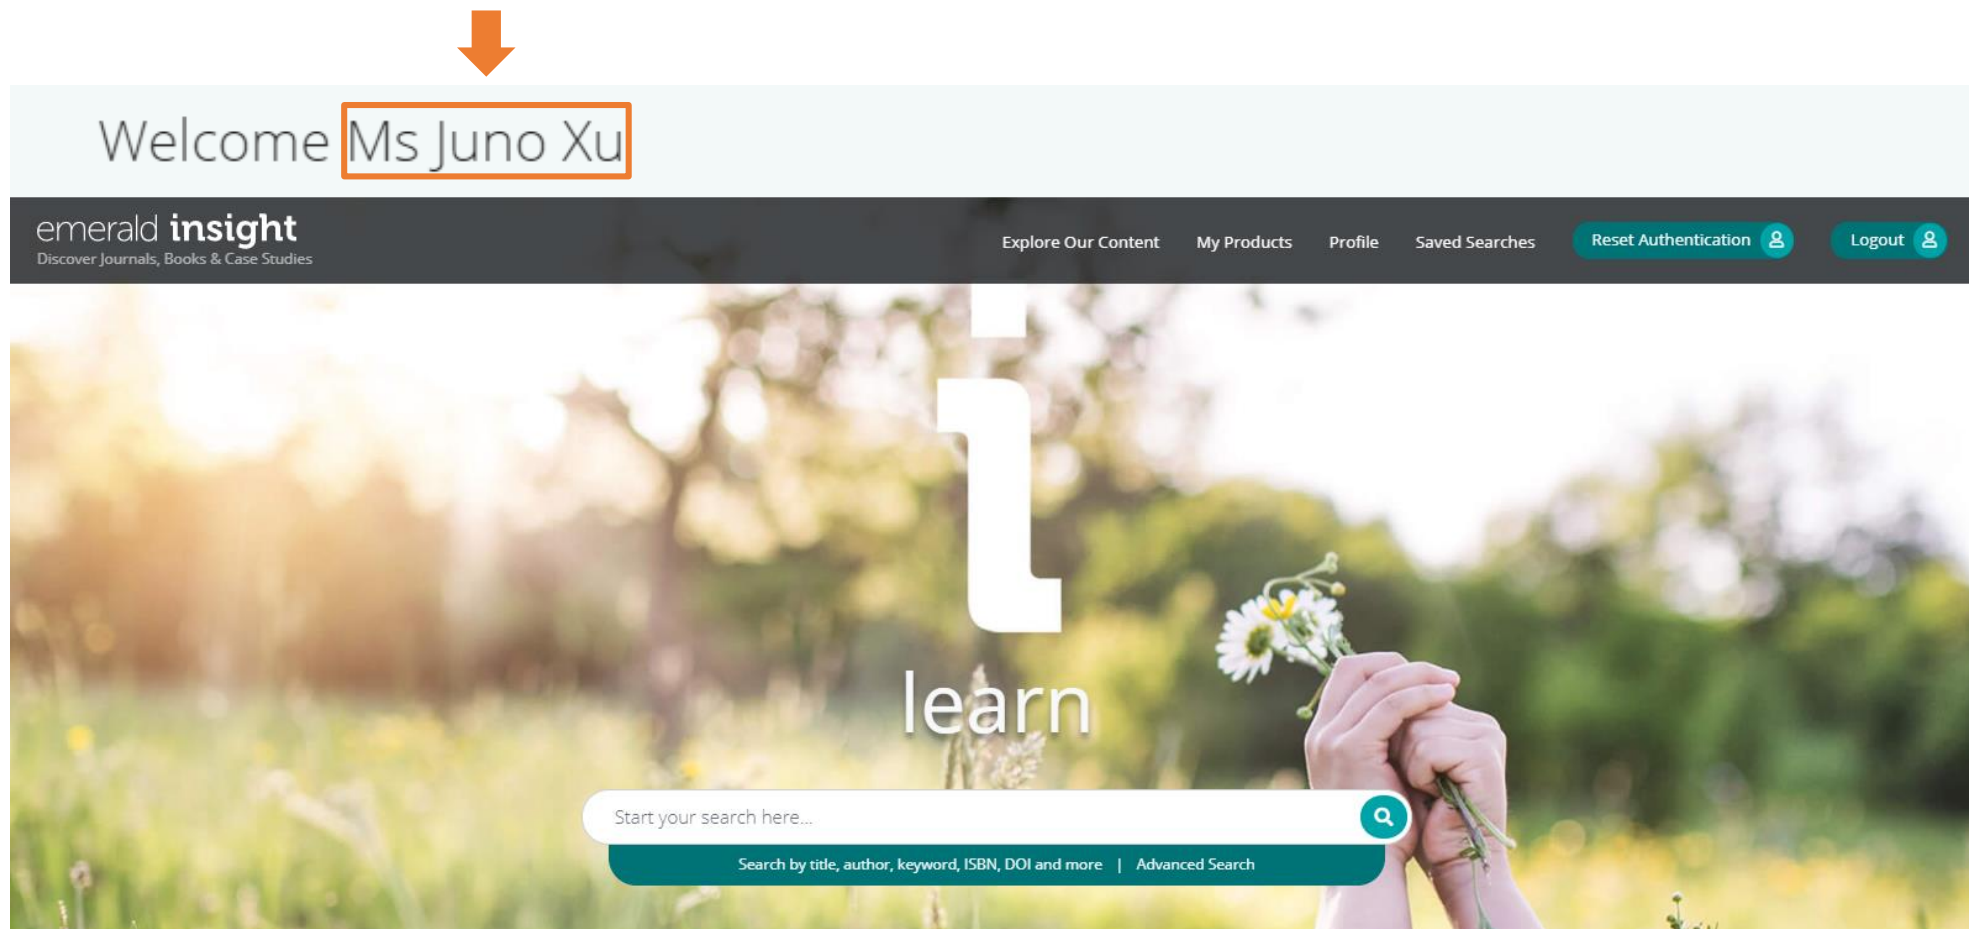 Welcome Ms Juno Xu
emerald insight
Discover Journals, Books & Case Studies
Explore Our Content My Products Profile Saved Searches Reset Authentication Logout
i
learn
Start your search here...
Search by title, author, keyword, ISBN, DOI and more | Advanced Search